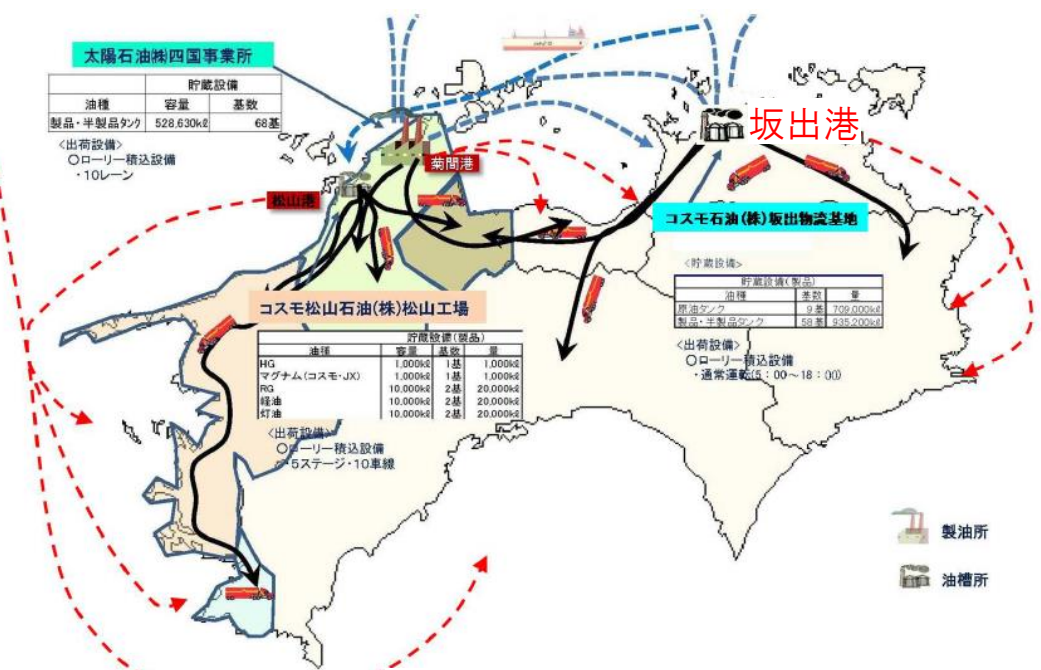 太陽石油㈱四国事業所
貯蔵設備
油種 容量 基数
製品・半製品タンク 528,630kℓ 68基
<出荷設備>
○ローリー積込設備
・10レーン
菊間港
松山港
坂出港
コスモ石油(株)坂出物流基地
<貯蔵設備>
貯蔵設備(製品)
油種 基数 量
原油タンク 9基 709,000kℓ
製品・半製品タンク 58基 935,200kℓ
<出荷設備>
○ローリー積込設備
・通常運転(5:00~18:00)
コスモ松山石油(株)松山工場
貯蔵設備(製品)
油種 容量 基数 量
HG 1,000kℓ 1基 1,000kℓ
マグナム(コスモ・JX) 1,000kℓ 1基 1,000kℓ
RG 10,000kℓ 2基 20,000kℓ
軽油 10,000kℓ 2基 20,000kℓ
灯油 10,000kℓ 2基 20,000kℓ
<出荷設備>
○ローリー積込設備
・5ステージ・10車線
製油所
油槽所